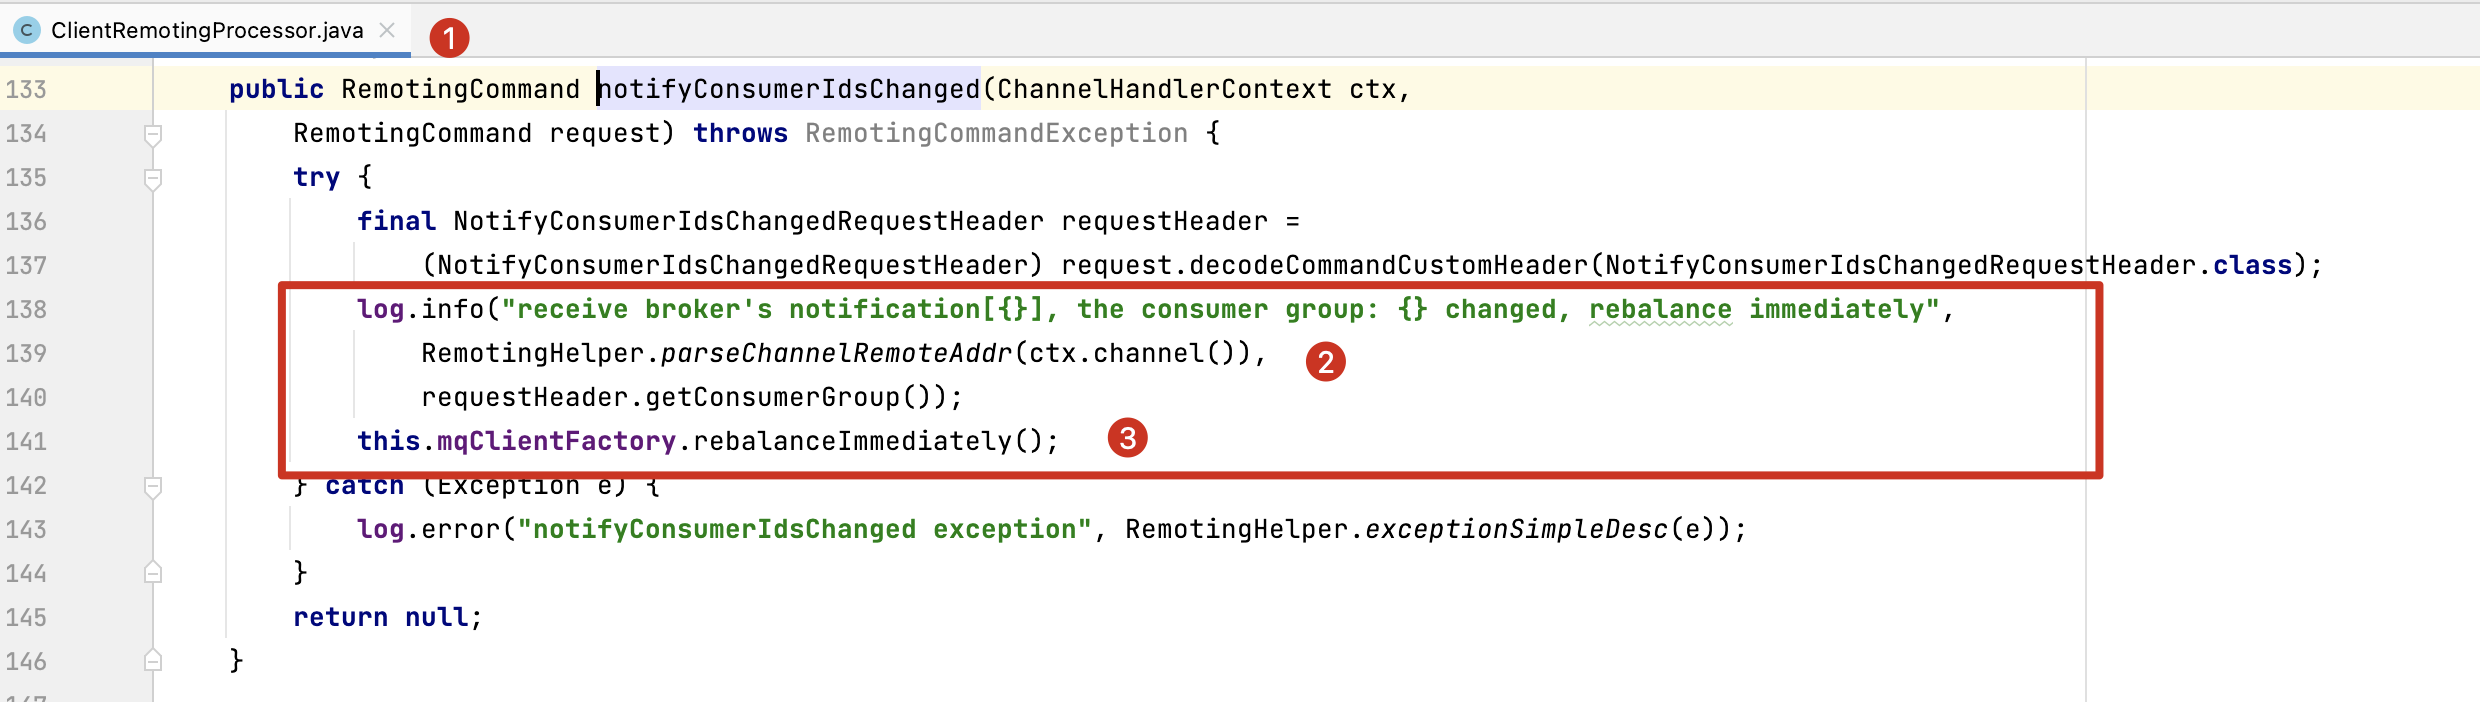 C ClientRemotingProcessor.java
1
133 public RemotingCommand notifyConsumerIdsChanged(ChannelHandlerContext ctx,
134 RemotingCommand request) throws RemotingCommandException {
135 try {
136 final NotifyConsumerIdsChangedRequestHeader requestHeader =
137 (NotifyConsumerIdsChangedRequestHeader) request.decodeCommandCustomHeader(NotifyConsumerIdsChangedRequestHeader.class);
138 log.info("receive broker's notification[{}], the consumer group: {} changed, rebalance immediately",
139 RemotingHelper.parseChannelRemoteAddr(ctx.channel()),
2
140 requestHeader.getConsumerGroup());
141 this.mqClientFactory.rebalanceImmediately();
3
142 } catch (Exception e) {
143 log.error("notifyConsumerIdsChanged exception", RemotingHelper.exceptionSimpleDesc(e));
144 }
145 return null;
146 }
147